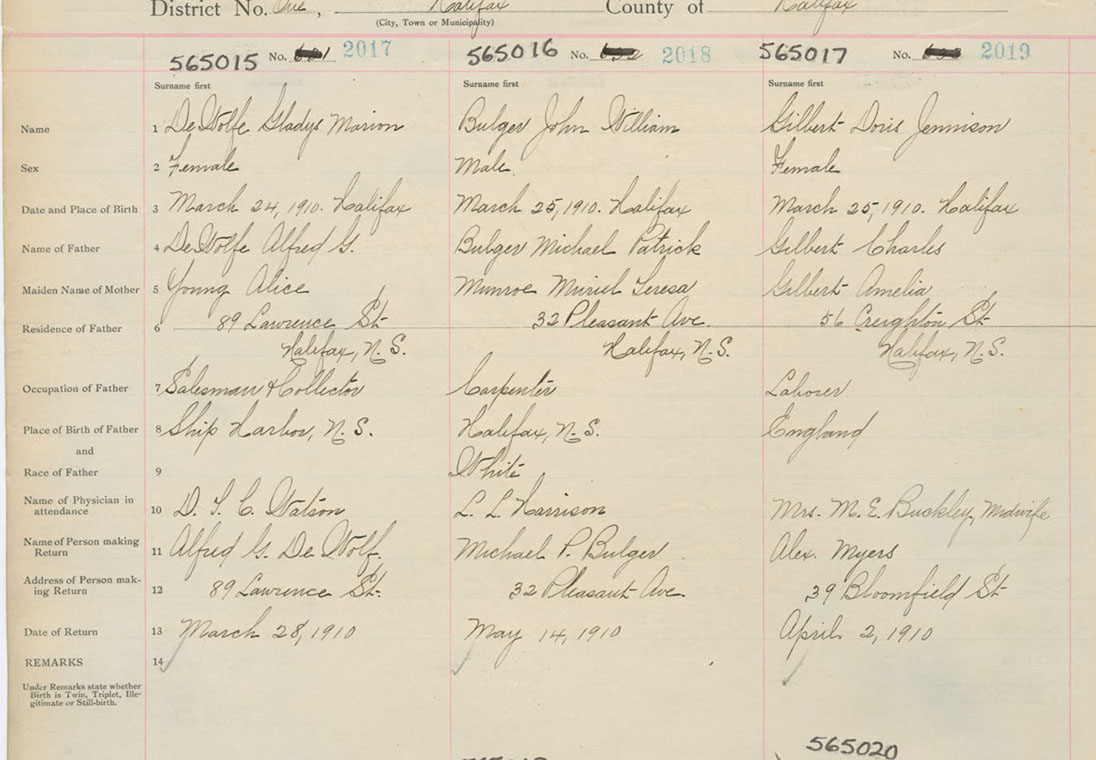 District No. One, Halifax County of Halifax
(City, Town or Municipality)
565015 No. 2017 565016 No. 2018 565017 No. 2019
Surname first Surname first Surname first
Name 1 DeWolfe Gladys Marion Bulger John William Gilbert Doris Jennison
Sex 2 Female Male. Female
Date and Place of Birth 3 March 24, 1910. Halifax March 25, 1910. Halifax March 25, 1910. Halifax
Name of Father 4 DeWolfe Alfred G. Bulger Michael Patrick Gilbert Charles
Maiden Name of Mother 5 Young Alice Munroe Muriel Teresa Gilbert Amelia
Residence of Father 6 89 Lawrence St. 32 Pleasant Ave. 56 Creighton St.
Halifax, N.S. Halifax, N.S. Halifax, N.S.
Occupation of Father 7 Salesman & Collector Carpenter Laborer
Place of Birth of Father 8 Ship Harbor, N.S. Halifax, N.S. England
and
Race of Father 9 White
Name of Physician in
attendance 10 D. T. C. Watson L. L. Harrison Mrs. M. E. Buckley, Midwife
Name of Person making
Return 11 Alfred G. De Wolf. Michael P. Bulger Alex. Myers
Address of Person mak-
ing Return 12 89 Lawrence St. 32 Pleasant Ave. 39 Bloomfield St.
Date of Return 13 March 28, 1910 May 14, 1910 April 2, 1910
REMARKS 14
Under Remarks state whether
Birth is Twin, Triplet, Ille-
gitimate or Still-birth.
565020